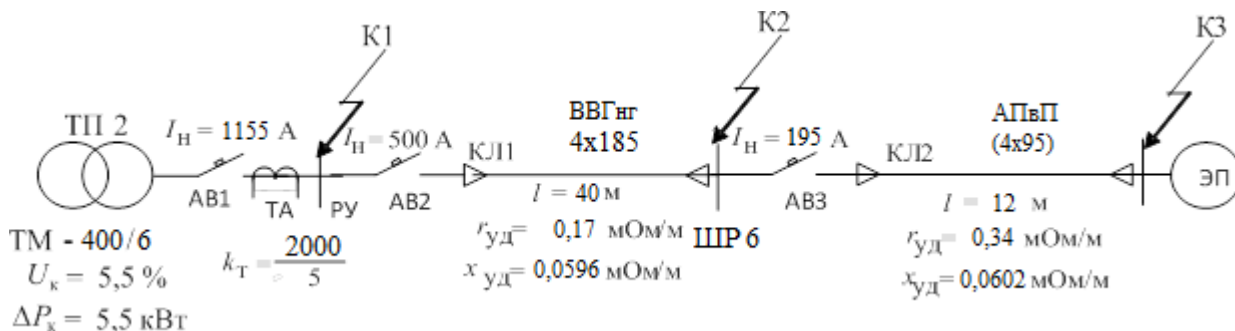 К1
К2
К3
ТП 2
Iн = 1155 А
Iн = 500 А
КЛ1
ВВГнг
4х185
Iн = 195 А
КЛ2
АПвП
(4х95)
ЭП
АВ1
ТА
РУ
АВ2
l = 40 м
АВ3
l = 12 м
ТМ - 400/6
Uк = 5,5 %
ΔPк = 5,5 кВт
kт = 2000
5
rуд= 0,17 мОм/м
x уд= 0,0596 мОм/м
ШР 6
rуд= 0,34 мОм/м
xуд= 0,0602 мОм/м